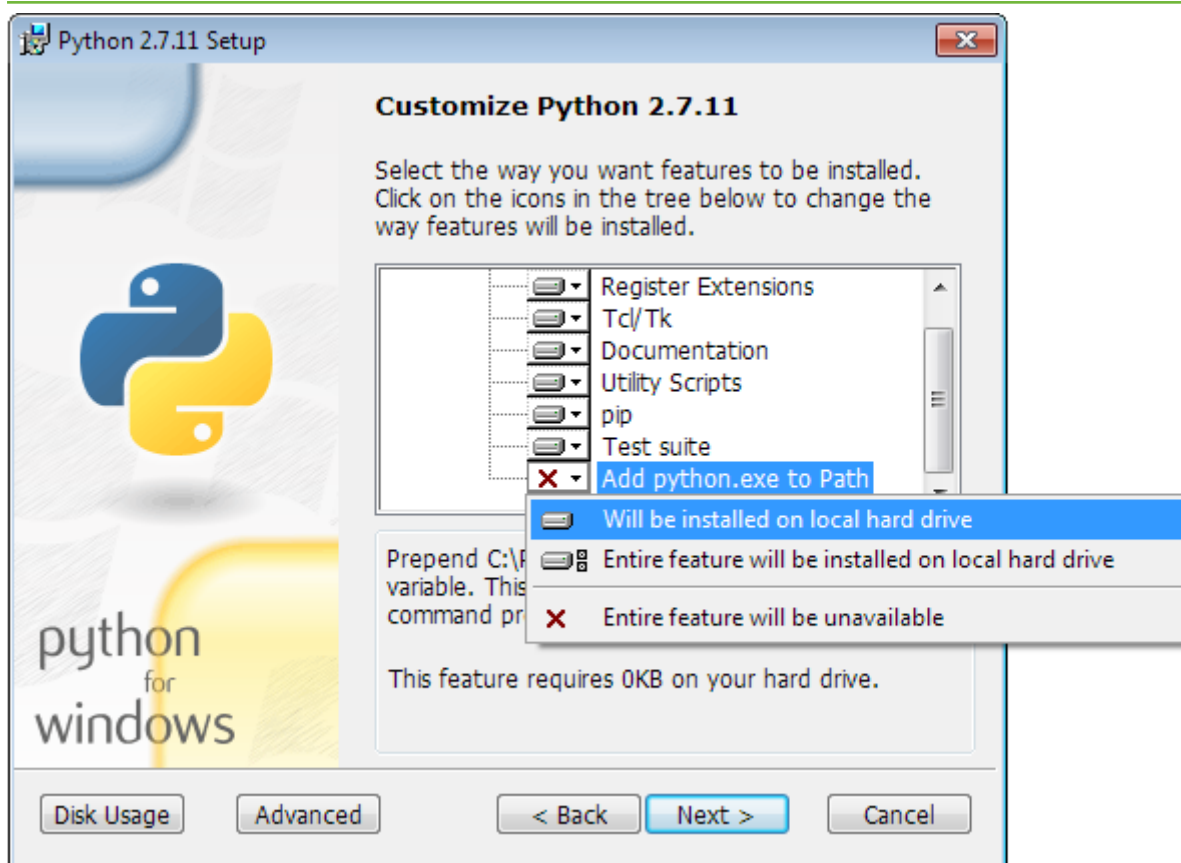 Python 2.7.11 Setup
Customize Python 2.7.11
Select the way you want features to be installed.
Click on the icons in the tree below to change the
way features will be installed.
Register Extensions
Tcl/Tk
Documentation
Utility Scripts
pip
Test suite
Add python.exe to Path
Will be installed on local hard drive
Entire feature will be installed on local hard drive
Entire feature will be unavailable
Prepend C:\
variable. This
command
This feature requires 0KB on your hard drive.
python
for
windows
Disk Usage
Advanced
< Back
Next >
Cancel